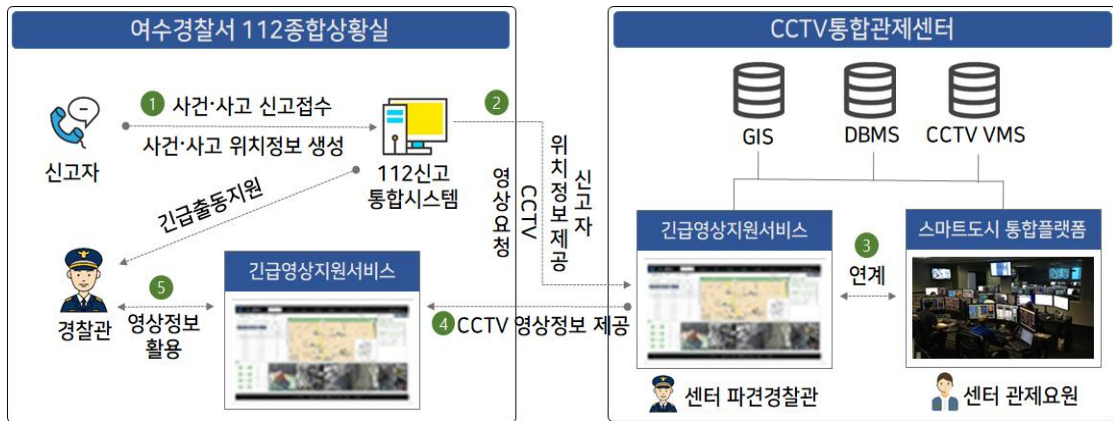 여수경찰서 112종합상황실
1 사건·사고 신고접수
사건·사고 위치정보 생성
신고자
112신고
통합시스템
긴급출동지원
경찰관
5
영상정보
활용
긴급영상지원서비스
2
신고자
위치정보제공
CCTV
영상요청
4 CCTV 영상정보 제공
CCTV통합관제센터
GIS
DBMS
CCTV VMS
긴급영상지원서비스
3
연계
스마트도시 통합플랫폼
센터 파견경찰관
센터 관제요원